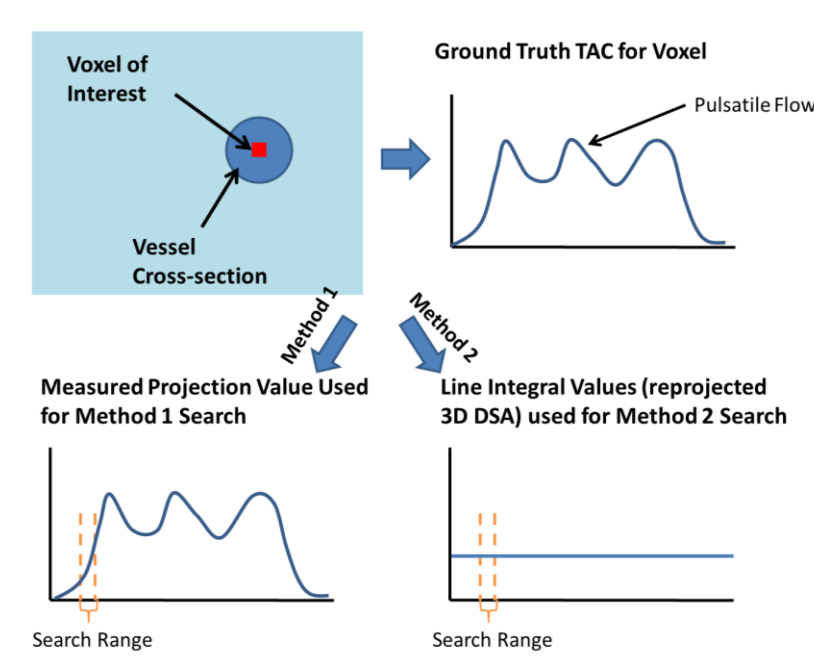 Voxel of
Interest
Vessel
Cross-section
Ground Truth TAC for Voxel
Pulsatile Flow
Method 1
Method 2
Measured Projection Value Used
for Method 1 Search
Search Range
Line Integral Values (reprojected
3D DSA) used for Method 2 Search
Search Range